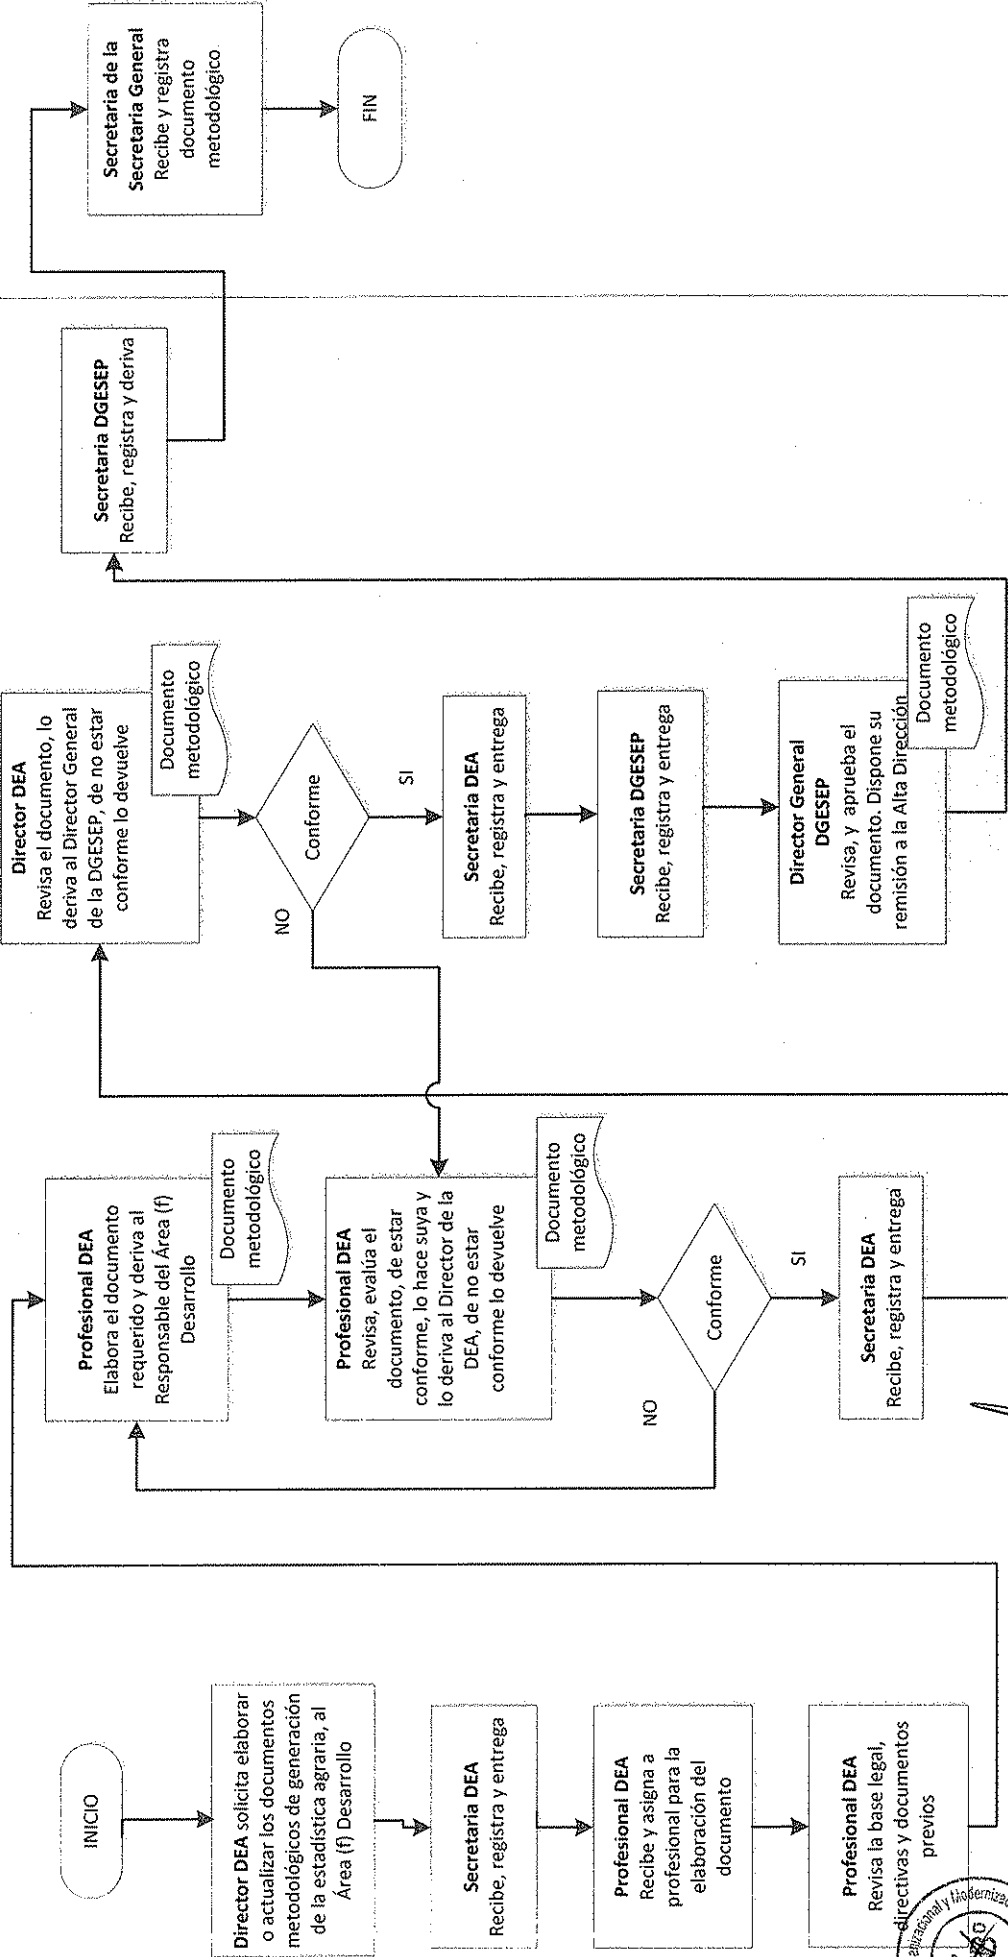 INICIO
Director DEA solicita elaborar
o actualizar los documentos
metodológicos de generación
de la estadística agraria, al
Área (f) Desarrollo
Secretaria DEA
Recibe, registra y entrega
Profesional DEA
Recibe y asigna a
profesional para la
elaboración del
documento
Profesional DEA
Revisa la base legal,
directivas y documentos
previos
Profesional DEA
Elabora el documento
requerido y deriva al
Responsable del Área (f)
Desarrollo
Documento
metodológico
Profesional DEA
Revisa, evalúa el
documento, de estar
conforme, lo hace suya y
lo deriva al Director de la
DEA, de no estar
conforme lo devuelve
Documento
metodológico
Conforme
NO
SI
Secretaria DEA
Recibe, registra y entrega
Director DEA
Revisa el documento, lo
deriva al Director General
de la DGESEP, de no estar
conforme lo devuelve
Documento
metodológico
Conforme
NO
SI
Secretaria DEA
Recibe, registra y entrega
Secretaria DGESEP
Recibe, registra y entrega
Director General
DGESEP
Revisa, y aprueba el
documento. Dispone su
remisión a la Alta Dirección
Documento
metodológico
Secretaria DGESEP
Recibe, registra y deriva
Secretaria de la
Secretaria General
Recibe y registra
documento
metodológico.
FIN